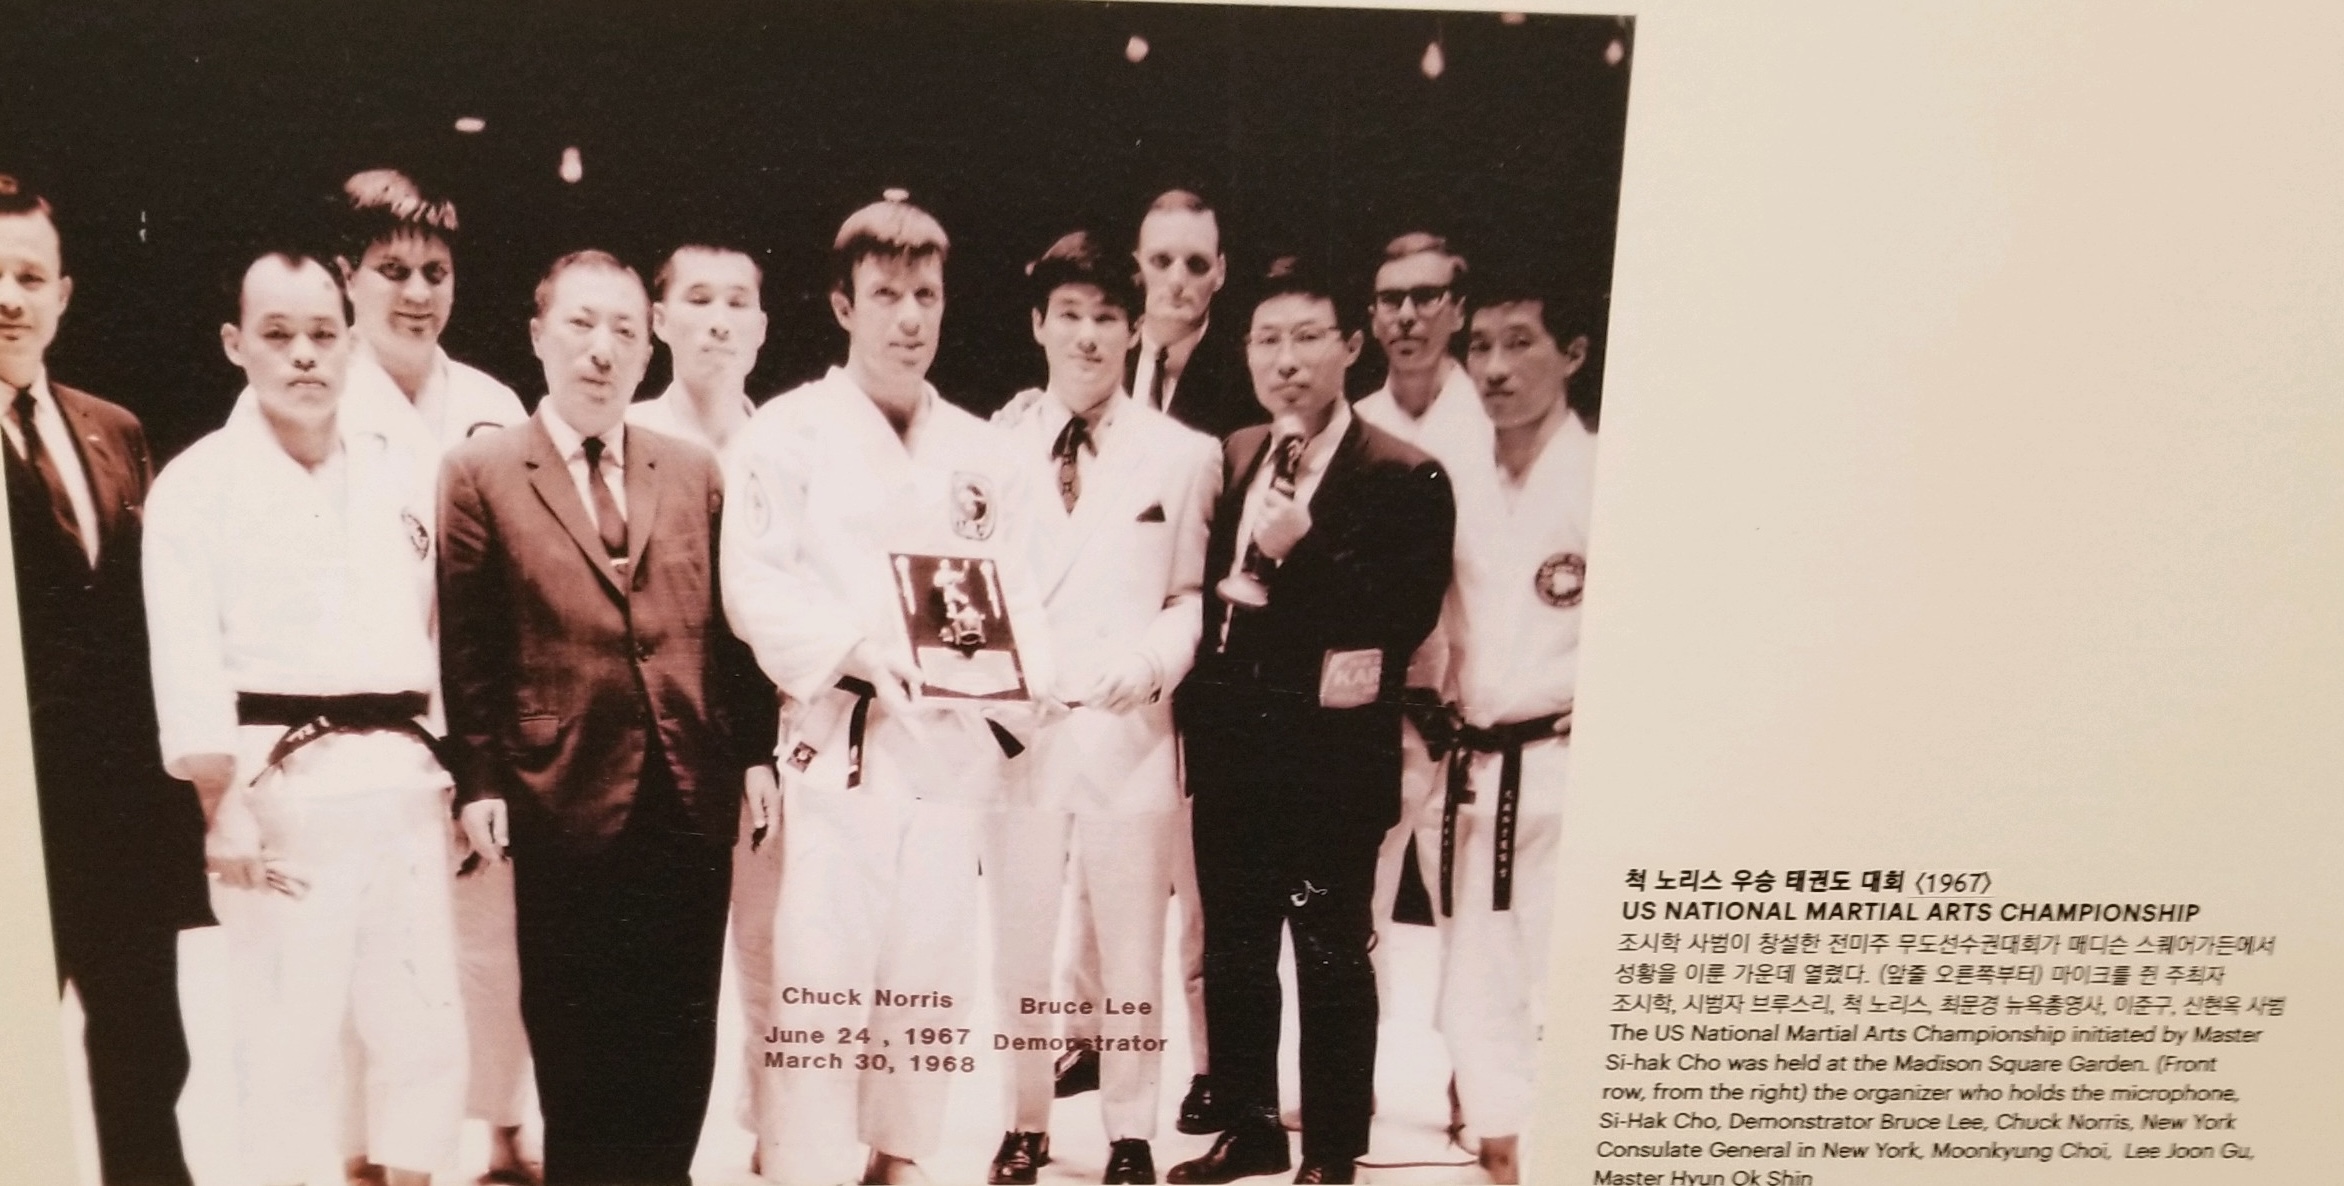 KAR
Chuck Norris
June 24 , 1967
March 30, 1968
Bruce Lee
Demonstrator
척 노리스 우승 태권도 대회 〈1967〉
US NATIONAL MARTIAL ARTS CHAMPIONSHIP
조시학 사범이 창설한 전미주 무도선수권대회가 매디슨 스퀘어가든에서
성황을 이룬 가운데 열렸다. (앞줄 오른쪽부터) 마이크를 쥔 주최자
조시학, 시범자 브루스리, 척 노리스, 최문경 뉴욕총영사, 이준구, 신현옥 사범
The US National Martial Arts Championship initiated by Master
Si-hak Cho was held at the Madison Square Garden. (Front
row, from the right) the organizer who holds the microphone,
Si-Hak Cho, Demonstrator Bruce Lee, Chuck Norris, New York
Consulate General in New York, Moonkyung Choi, Lee Joon Gu,
Master Hyun Ok Shin